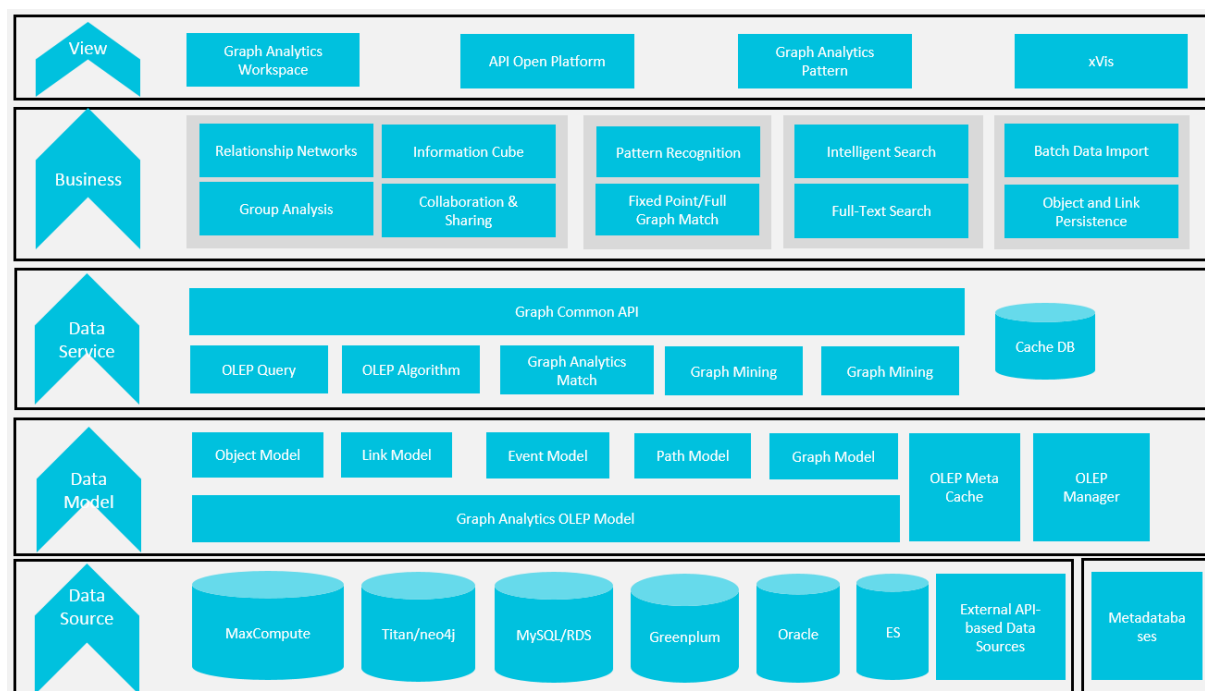 View
Graph Analytics
Workspace
API Open Platform
Graph Analytics
Pattern
xVis
Business
Relationship Networks
Information Cube
Pattern Recognition
Intelligent Search
Batch Data Import
Group Analysis
Collaboration &
Sharing
Fixed Point/Full
Graph Match
Full-Text Search
Object and Link
Persistence
Data
Service
Graph Common API
Cache DB
OLEP Query
OLEP Algorithm
Graph Analytics
Match
Graph Mining
Graph Mining
Data
Model
Object Model
Link Model
Event Model
Path Model
Graph Model
OLEP Meta
Cache
OLEP
Manager
Graph Analytics OLEP Model
Data
Source
MaxCompute
Titan/neo4j
MySQL/RDS
Greenplum
Oracle
ES
External API-
based Data
Sources
Metadataba
ses